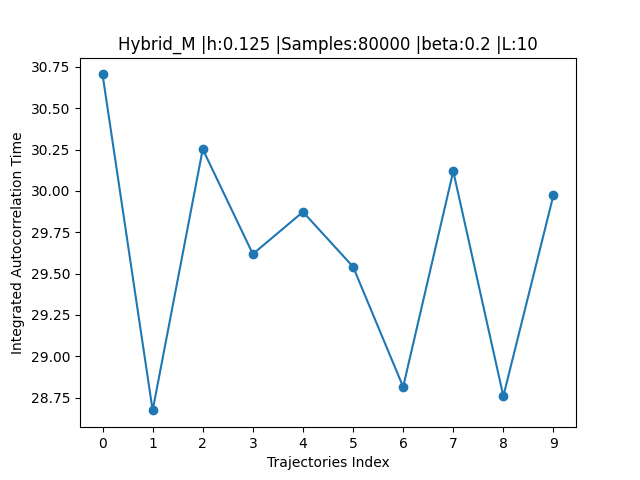 Hybrid_M |h:0.125 |Samples:80000 |beta:0.2 |L:10
30.75
30.50
30.25
30.00
29.75
29.50
29.25
29.00
28.75
Integrated Autocorrelation Time
0 1 2 3 4 5 6 7 8 9
Trajectories Index